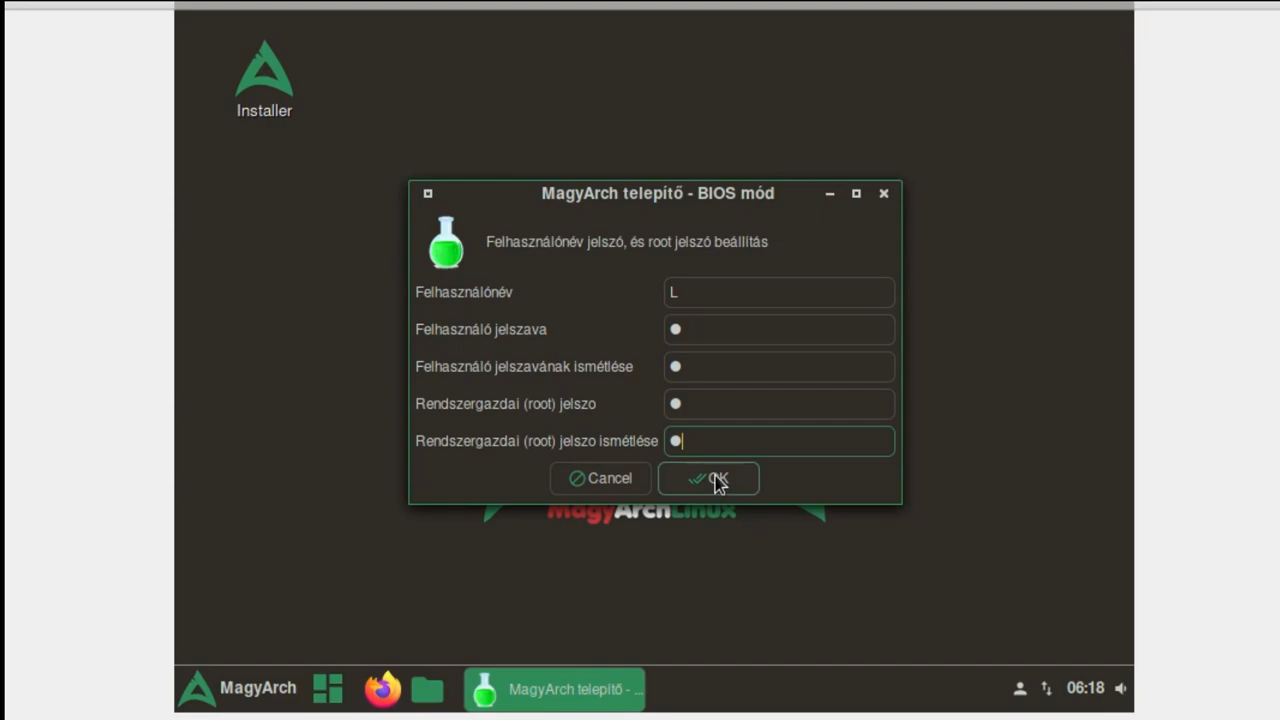 Installer
MagyArch telepítő - BIOS mód
Felhasználónév jelszó, és root jelszó beállítás
Felhasználónév L
Felhasználó jelszava
Felhasználó jelszavának ismétlése
Rendszergazdai (root) jelszo
Rendszergazdai (root) jelszo ismétlése
Cancel OK
MagyArchLinux
MagyArch MagyArch telepítő - ... 06:18